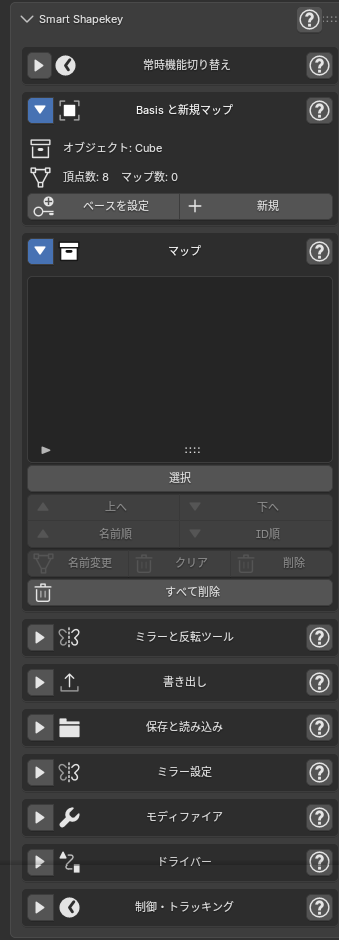 Smart Shapekey
常時機能切り替え
Basis と新規マップ
オブジェクト: Cube
頂点数: 8 マップ数: 0
ベースを設定 新規
マップ
選択
上へ 下へ
名前順 ID順
名前変更 クリア 削除
すべて削除
ミラーと反転ツール
書き出し
保存と読み込み
ミラー設定
モディファイア
ドライバー
制御・トラッキング